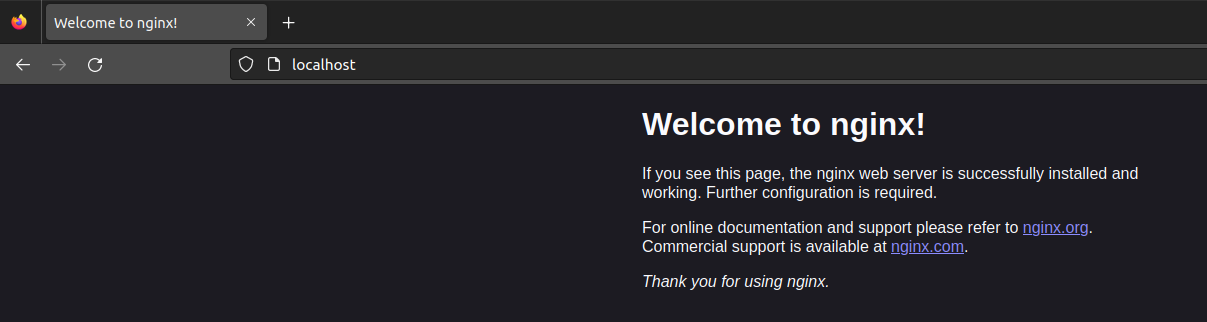 Welcome to nginx!
localhost
Welcome to nginx!
If you see this page, the nginx web server is successfully installed and
working. Further configuration is required.
For online documentation and support please refer to nginx.org.
Commercial support is available at nginx.com.
Thank you for using nginx.